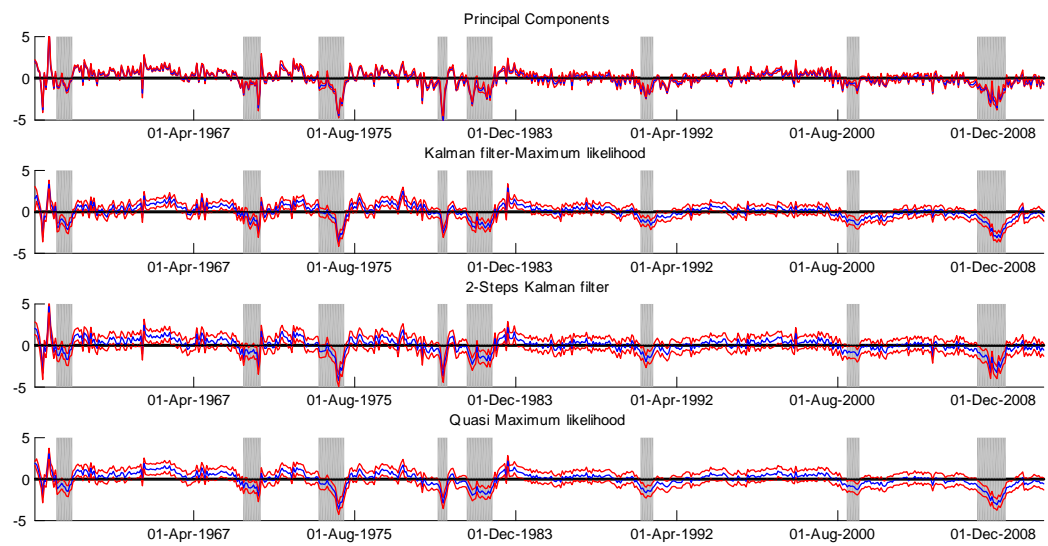 Principal Components
5
0
-5
01-Apr-1967 01-Aug-1975 01-Dec-1983 01-Apr-1992 01-Aug-2000 01-Dec-2008
Kalman filter-Maximum likelihood
5
0
-5
01-Apr-1967 01-Aug-1975 01-Dec-1983 01-Apr-1992 01-Aug-2000 01-Dec-2008
2-Steps Kalman filter
5
0
-5
01-Apr-1967 01-Aug-1975 01-Dec-1983 01-Apr-1992 01-Aug-2000 01-Dec-2008
Quasi Maximum likelihood
5
0
-5
01-Apr-1967 01-Aug-1975 01-Dec-1983 01-Apr-1992 01-Aug-2000 01-Dec-2008